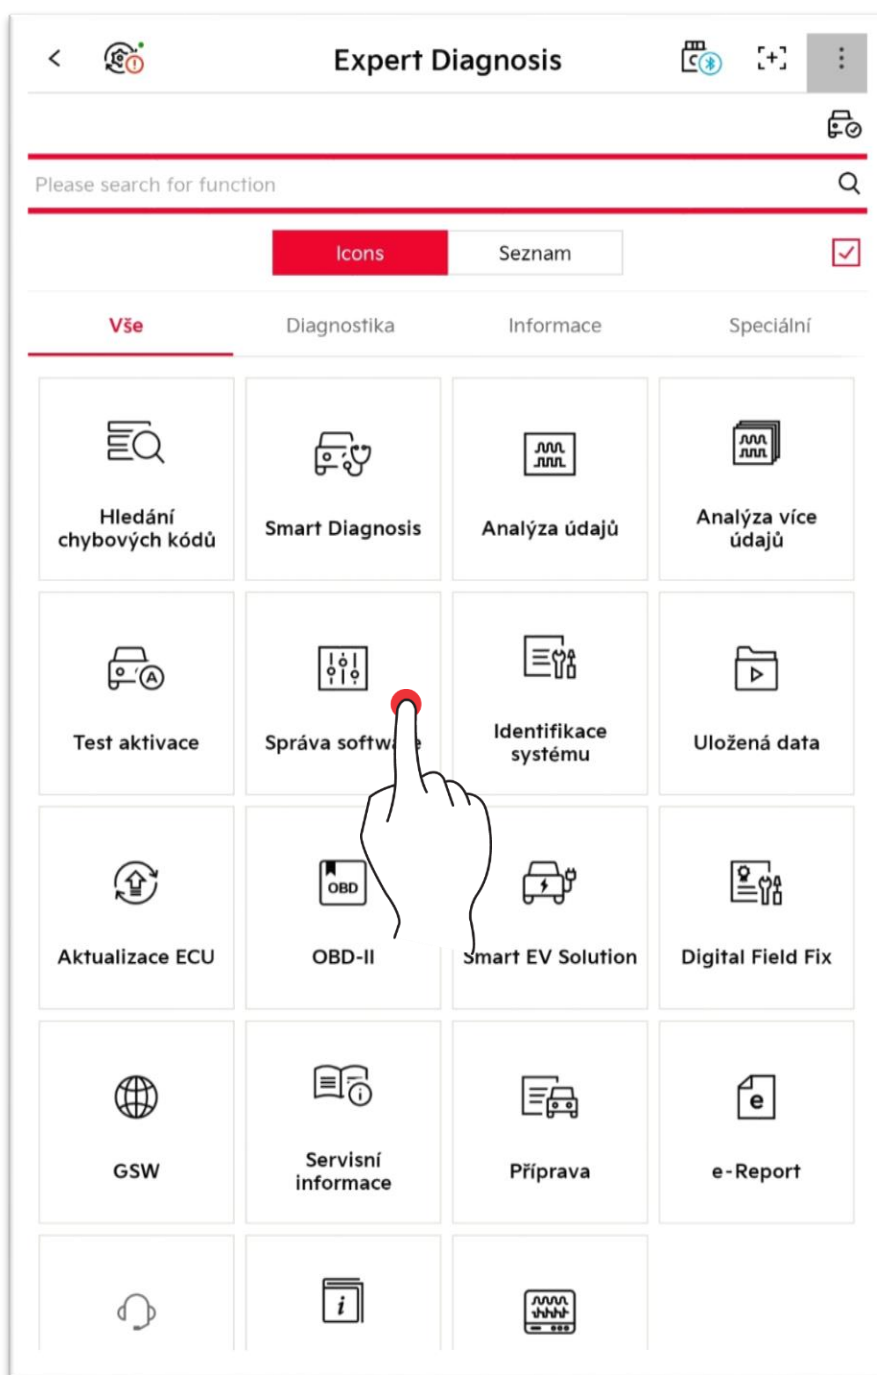 Expert Diagnosis
Please search for function
Icons
Seznam
Vše
Diagnostika
Informace
Speciální
Hledání
chybových kódů
Smart Diagnosis
Analýza údajů
Analýza více
údajů
Test aktivace
Správa software
Identifikace
systému
Uložená data
A
OBD
Aktualizace ECU
OBD-II
Smart EV Solution
Digital Field Fix
e
GSW
Servisní
informace
Příprava
e-Report
i